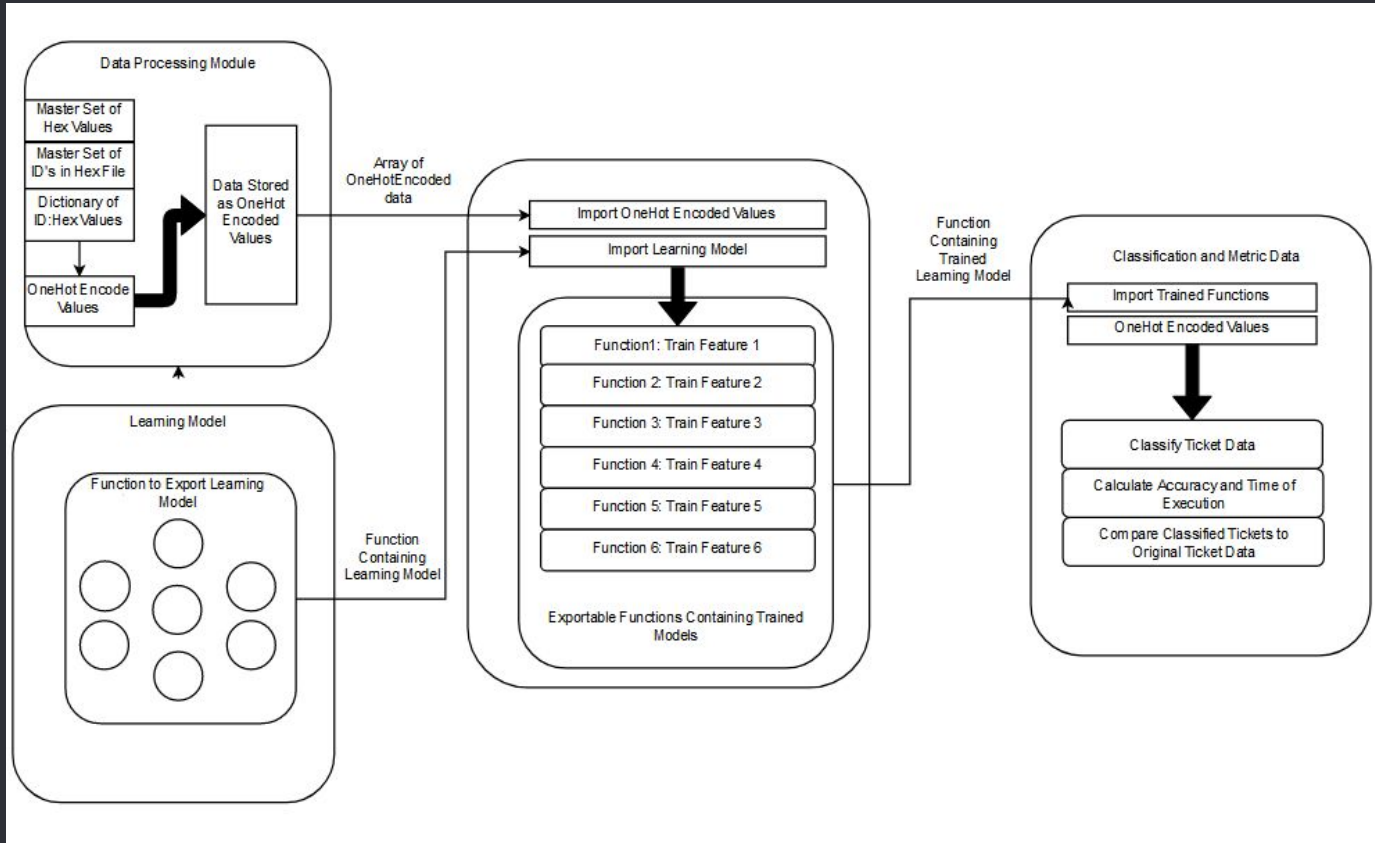 Data Processing Module
Master Set of
Hex Values
Master Set of
ID's in HexFile
Dictionary of
ID:HexValues
OneHot Encode
Values
Data Stored
as OneHot
Encoded
Values
Array of
OneHotEncoded
data
Learning Model
Function to Export Learning
Model
Function
Containing
Learning Model
Import OneHot Encoded Values
Import Learning Model
Function1: Train Feature 1
Function 2: Train Feature 2
Function 3: Train Feature 3
Function 4: Train Feature 4
Function 5: Train Feature 5
Function 6: Train Feature 6
Exportable Functions Containing Trained
Models
Function
Containing
Trained
Learning Model
Classification and Metric Data
Import Trained Functions
OneHot Encoded Values
Classify Ticket Data
Calculate Accuracy and Time of
Execution
Compare Classified Tickets to
Original Ticket Data